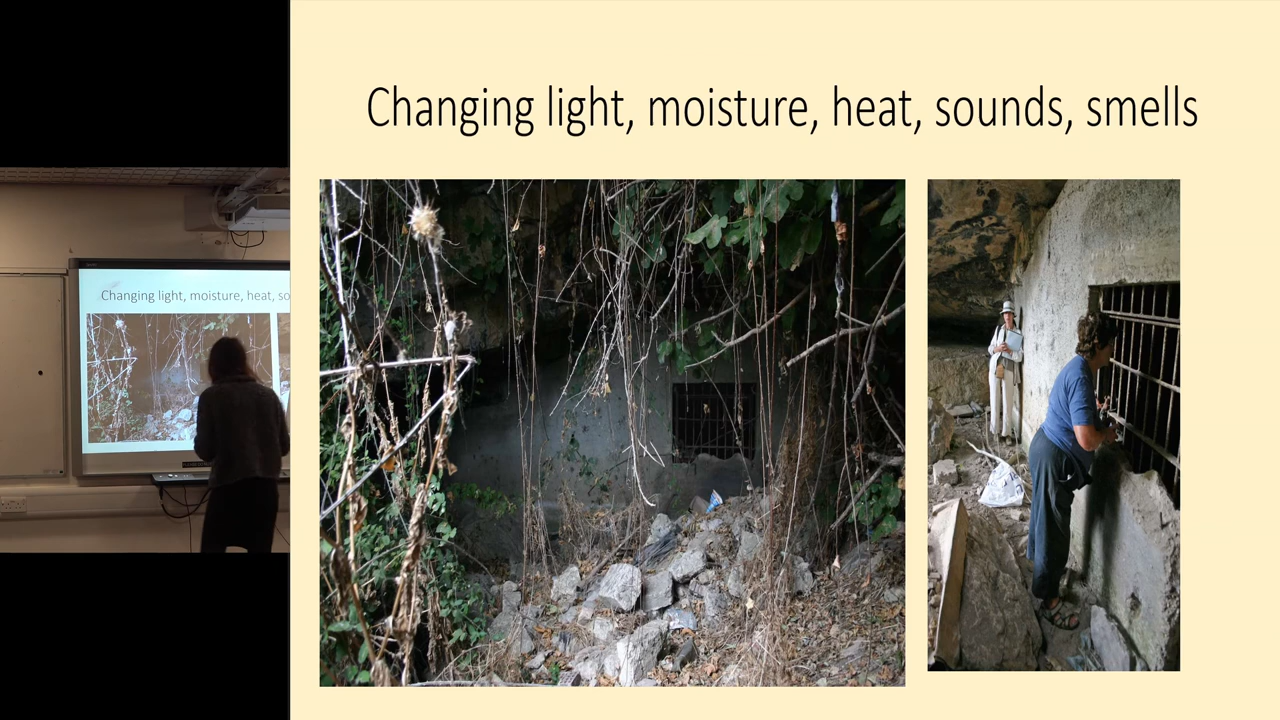 Changing light, moisture, heat, sounds, smells
Changing light, moisture, heat, so